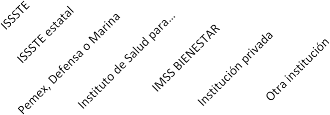 ISSSTE
ISSSTE estatal
Pemex, Defensa o Marina
Instituto de Salud para...
IMSS BIENESTAR
Institución privada
Otra institución